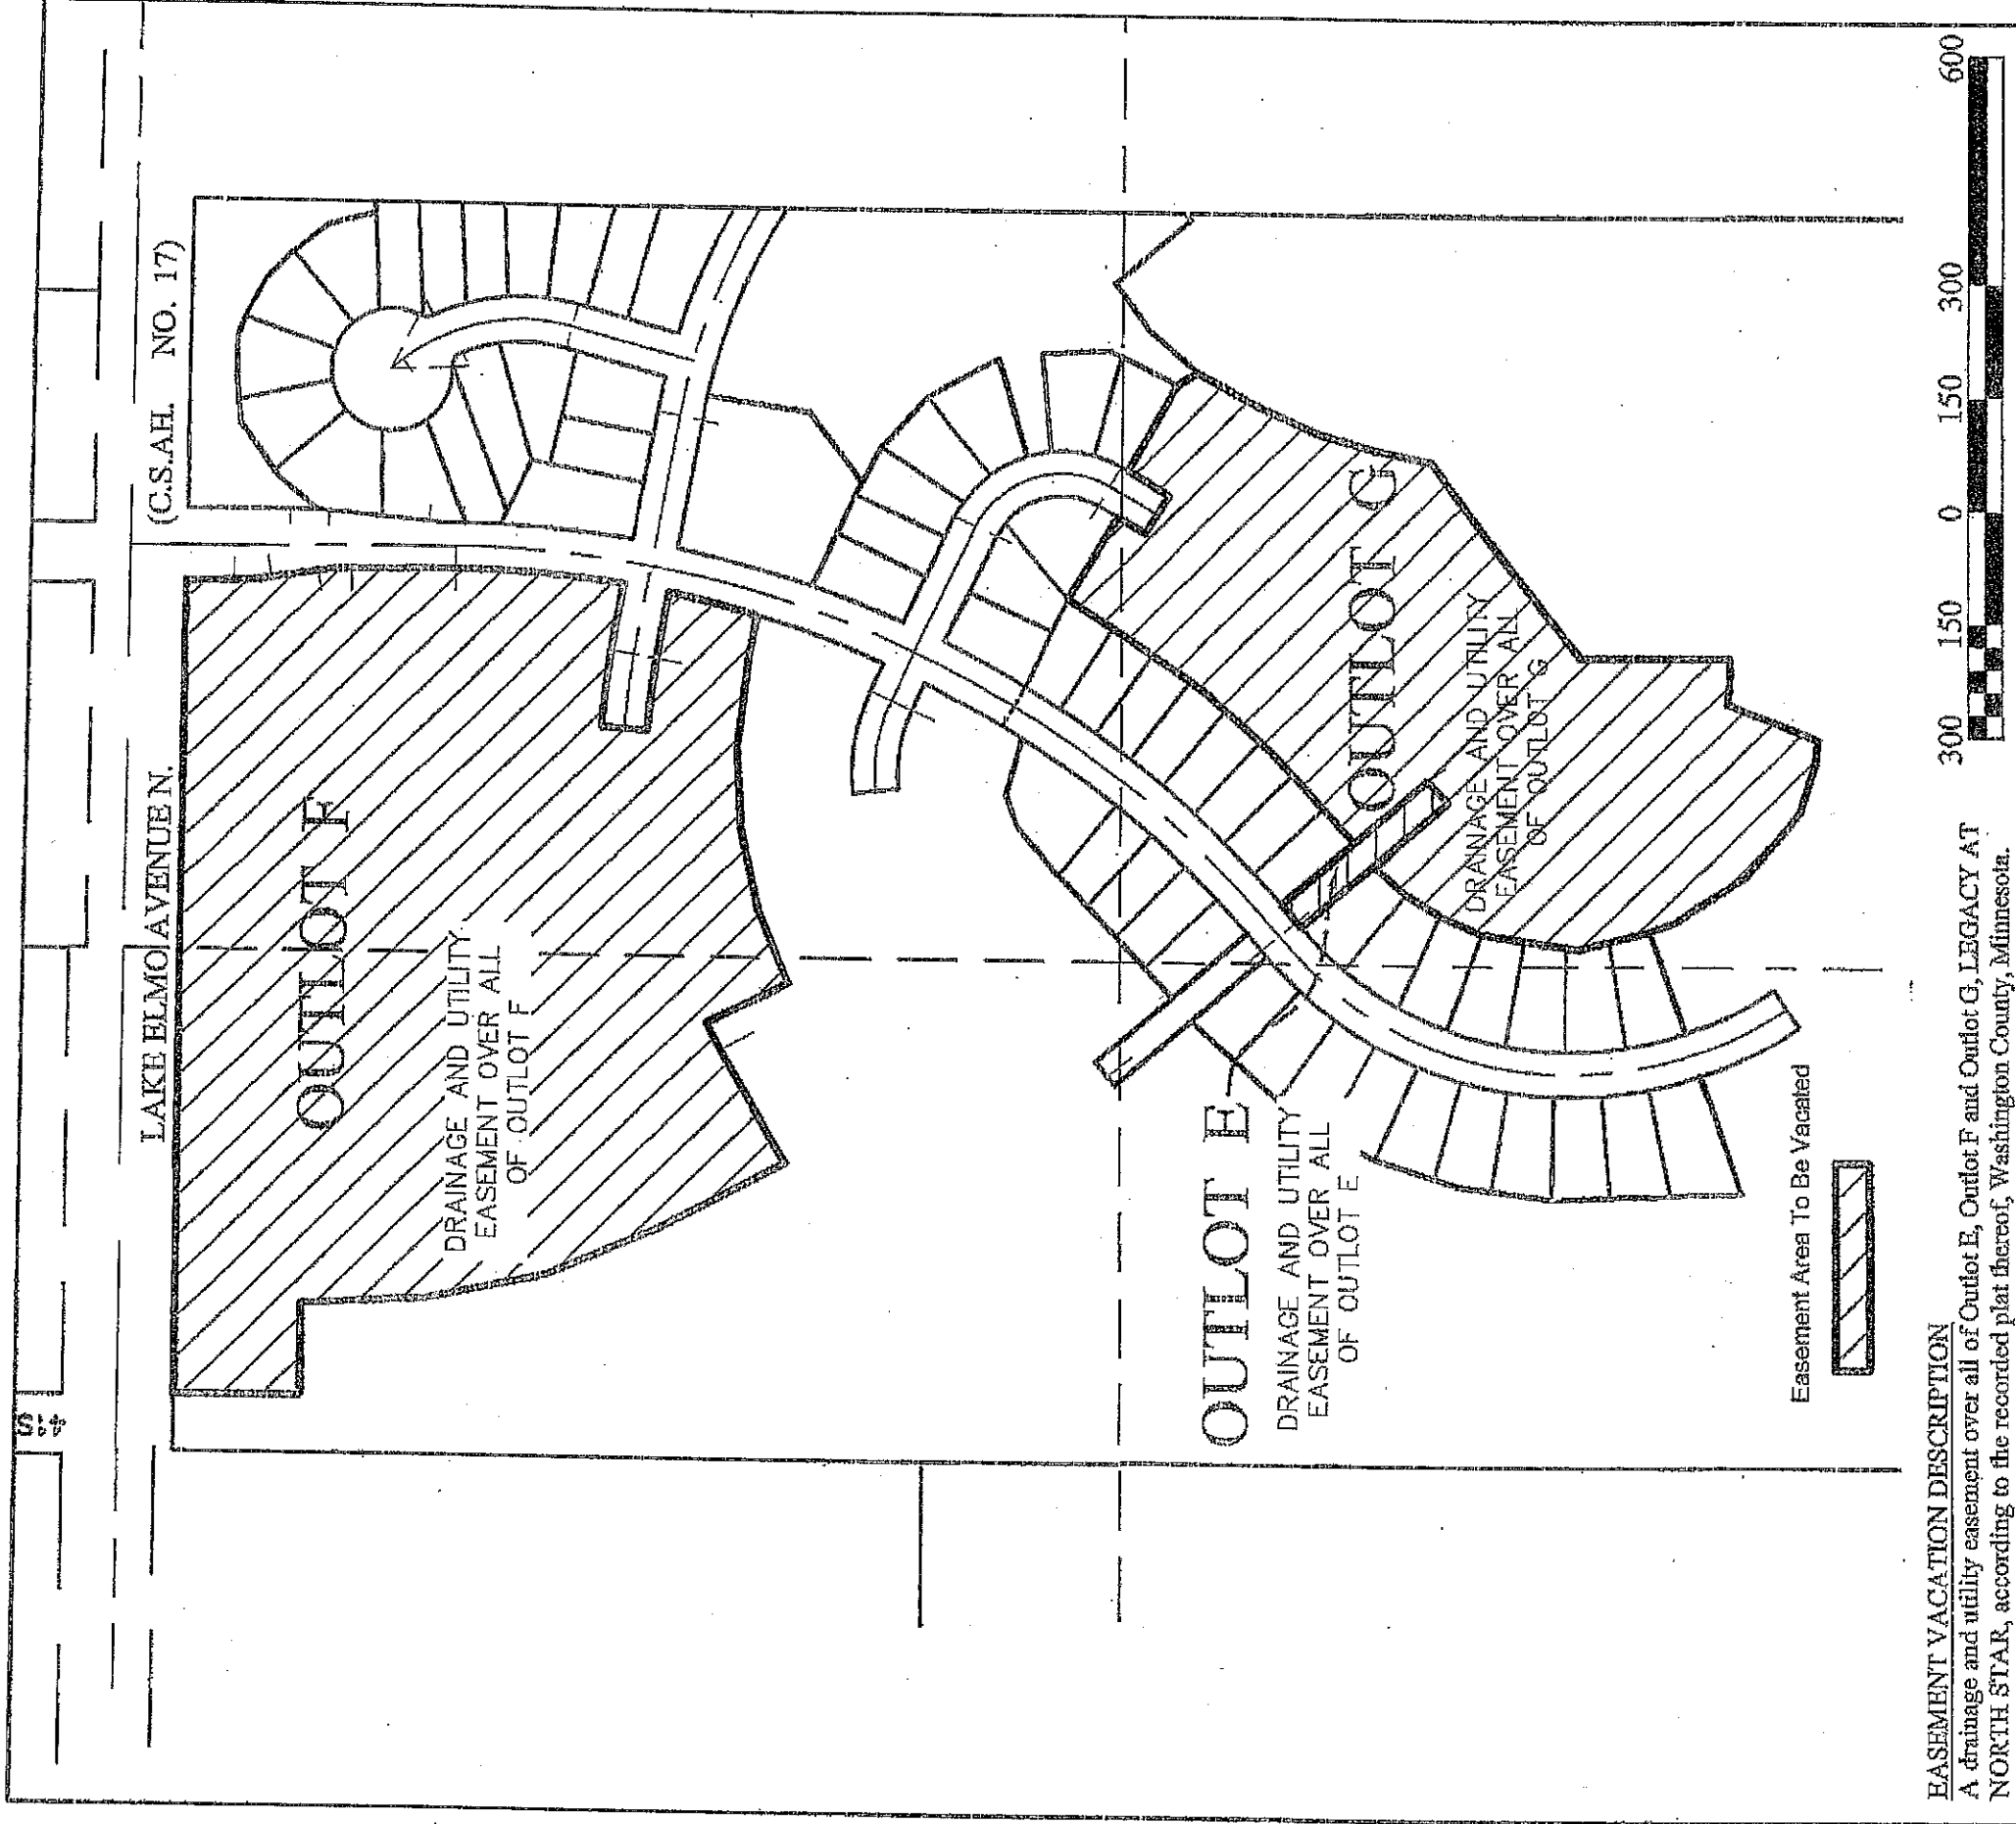 LAKE ELMO AVENUE N.
(C.S.AH. NO. 17)
OUTLOT F
DRAINAGE AND UTILITY
EASEMENT OVER ALL
OF OUTLOT F
OUTLOT E
DRAINAGE AND UTILITY
EASEMENT OVER ALL
OF OUTLOT E
OUTLOT G
DRAINAGE AND UTILITY
EASEMENT OVER ALL
OF OUTLOT G
Easement Area To Be Vacated
EASEMENT VACATION DESCRIPTION
A drainage and utility easement over all of Outlot E, Outlot F and Outlot G, LEGACY AT
NORTH STAR, according to the recorded plat thereof, Washington County, Minnesota.
300 150 0 150 300 600